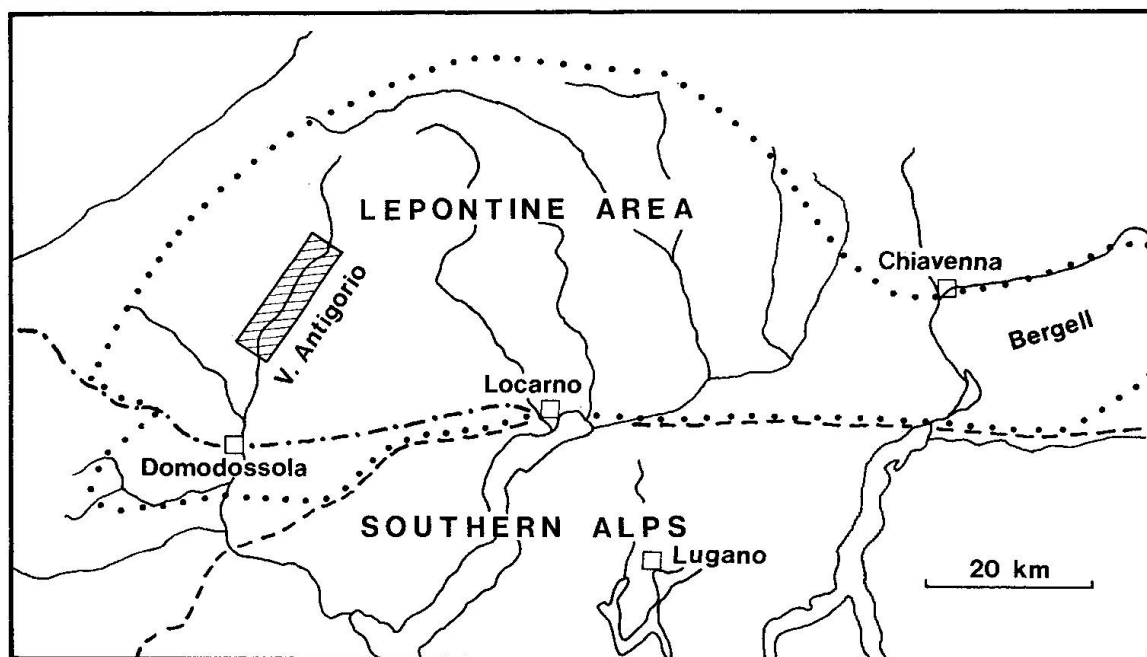 LEPONTINE AREA
Chiavenna
V. Antigorio
Bergell
Locarno
Domodossola
SOUTHERN ALPS
Lugano
20 km